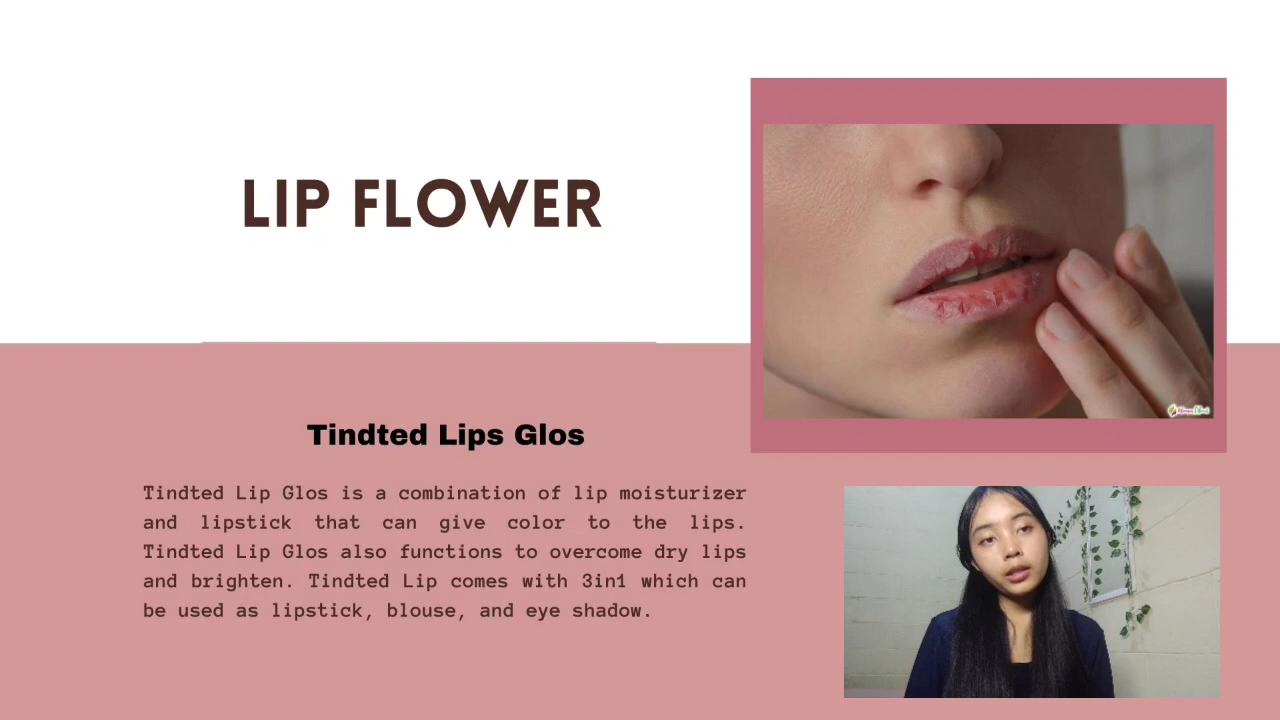 LIP FLOWER
Tindted Lips Glos
Tindted Lip Glos is a combination of lip moisturizer
and lipstick that can give color to the lips.
Tindted Lip Glos also functions to overcome dry lips
and brighten. Tindted Lip comes with 3in1 which can
be used as lipstick, blouse, and eye shadow.